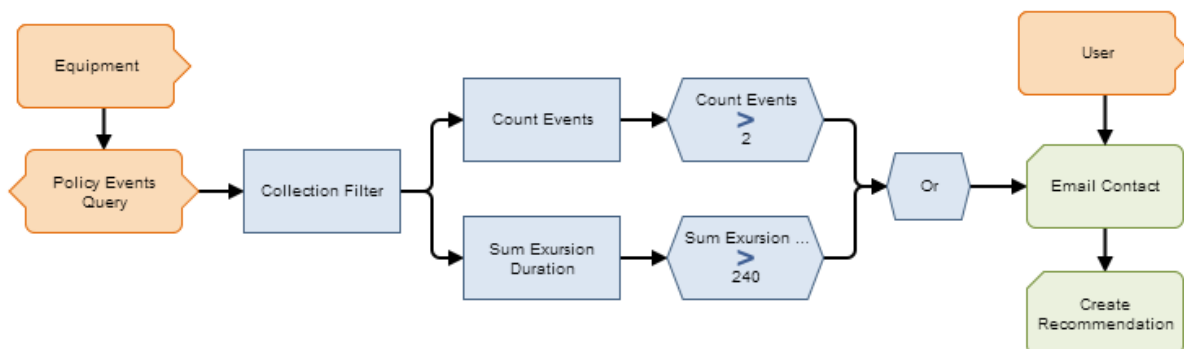 Equipment
User
Count Events
Count Events
>
2
Policy Events
Query
Collection Filter
Or
Email Contact
Sum Exursion
Duration
Sum Exursion ...
>
240
Create
Recommendation